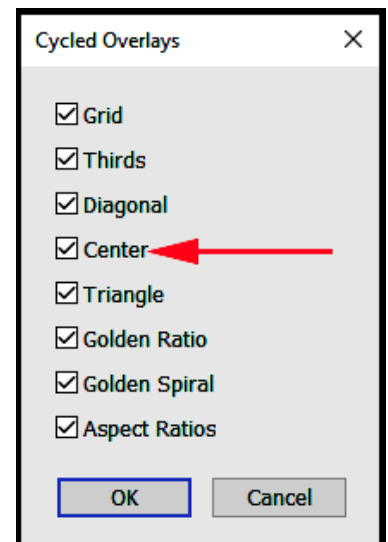 Cycled Overlays
Grid
Thirds
Diagonal
Center
Triangle
Golden Ratio
Golden Spiral
Aspect Ratios
OK Cancel